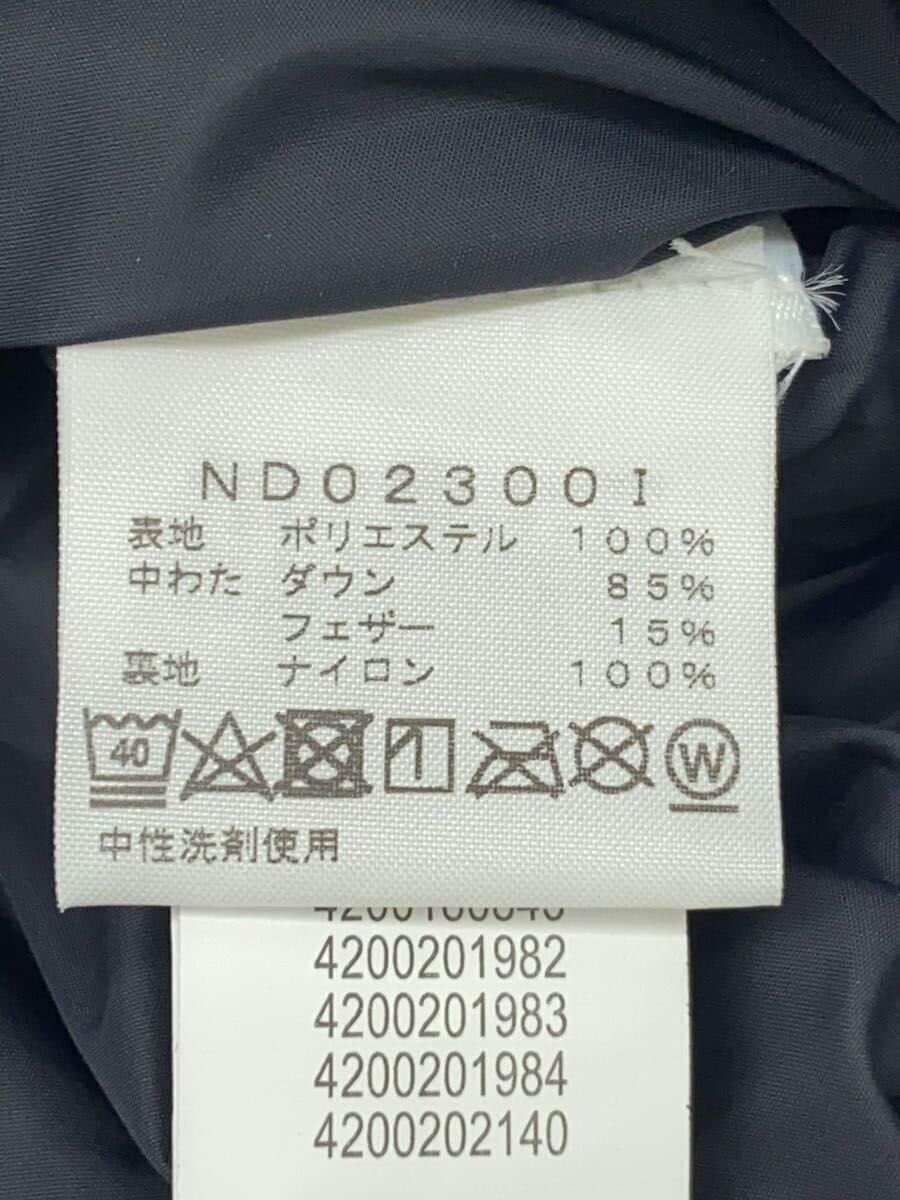 ND02300I
表地 ポリエステル 100%
中わた ダウン 85%
フェザー 15%
裏地 ナイロン 100%
40 W
中性洗剤使用
4200201982
4200201983
4200201984
4200202140